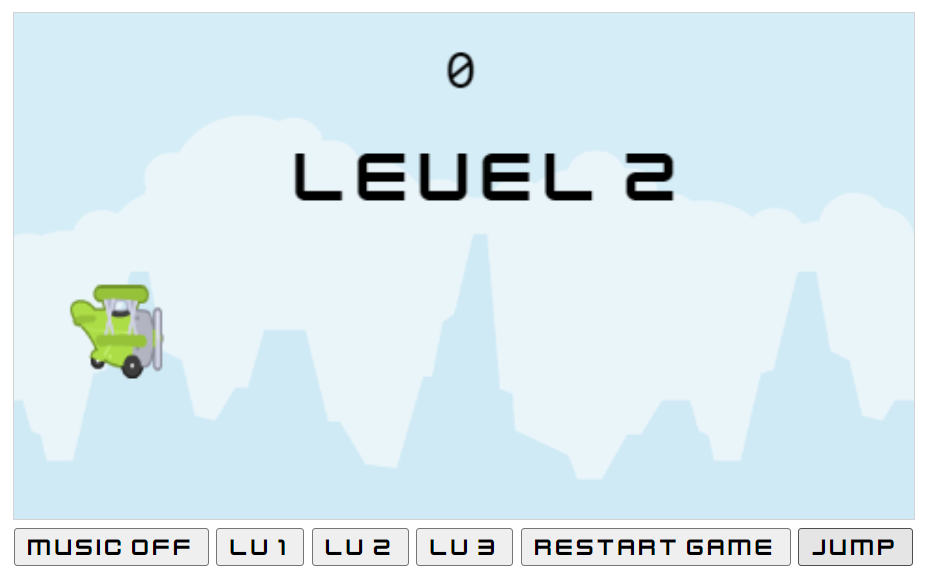 0
LEVEL 2
MUSIC OFF LV 1 LV 2 LV 3 RESTART GAME JUMP